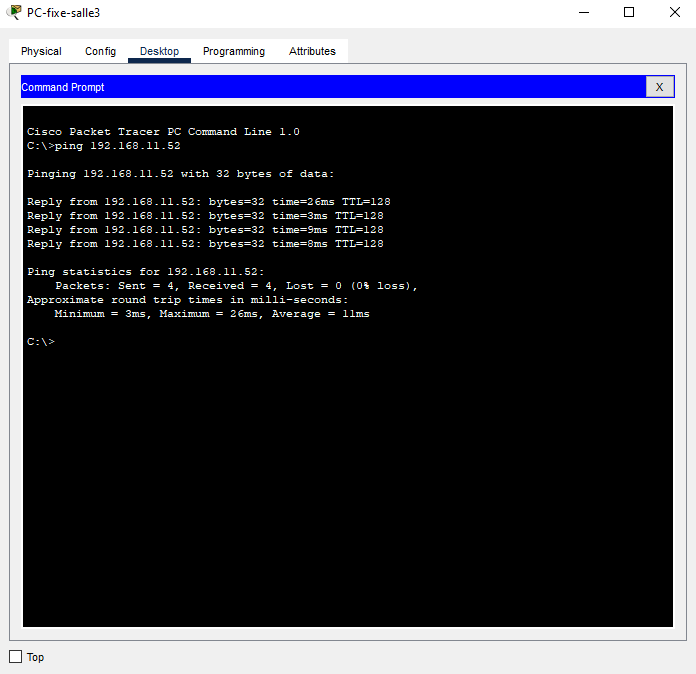 PC-fixe-salle3
Physical Config Desktop Programming Attributes
Command Prompt X
Cisco Packet Tracer PC Command Line 1.0
C:\>ping 192.168.11.52
Pinging 192.168.11.52 with 32 bytes of data:
Reply from 192.168.11.52: bytes=32 time=26ms TTL=128
Reply from 192.168.11.52: bytes=32 time=3ms TTL=128
Reply from 192.168.11.52: bytes=32 time=9ms TTL=128
Reply from 192.168.11.52: bytes=32 time=8ms TTL=128
Ping statistics for 192.168.11.52:
Packets: Sent = 4, Received = 4, Lost = 0 (0% loss),
Approximate round trip times in milli-seconds:
Minimum = 3ms, Maximum = 26ms, Average = 11ms
C:\>
Top